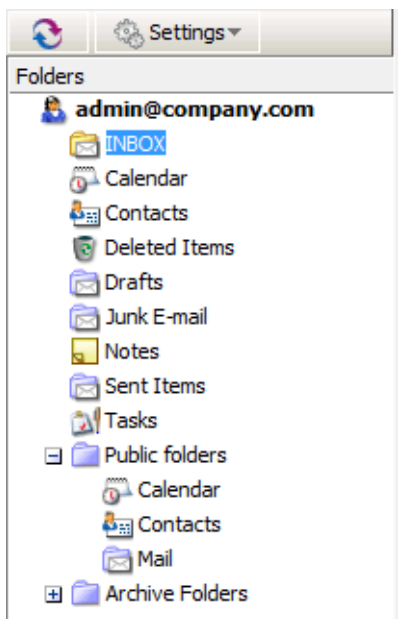 Settings
Folders
admin@company.com
INBOX
Calendar
Contacts
Deleted Items
Drafts
Junk E-mail
Notes
Sent Items
Tasks
Public folders
Calendar
Contacts
Mail
Archive Folders